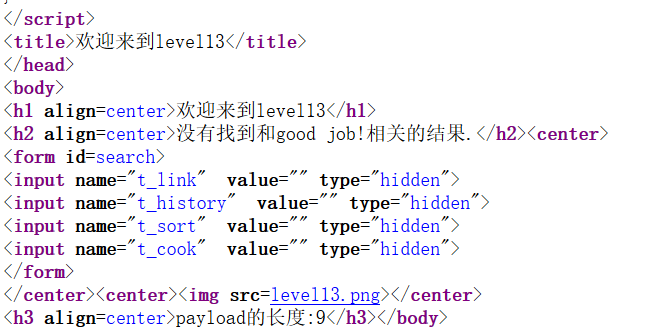 </script>
<title>欢迎来到level13</title>
</head>
<body>
<h1 align=center>欢迎来到level13</h1>
<h2 align=center>没有找到和good job!相关的结果.</h2><center>
<form id=search>
<input name="t_link"  value="" type="hidden">
<input name="t_history"  value="" type="hidden">
<input name="t_sort"  value="" type="hidden">
<input name="t_cook"  value="" type="hidden">
</form>
</center><center><img src=level13.png></center>
<h3 align=center>payload的长度:9</h3></body>